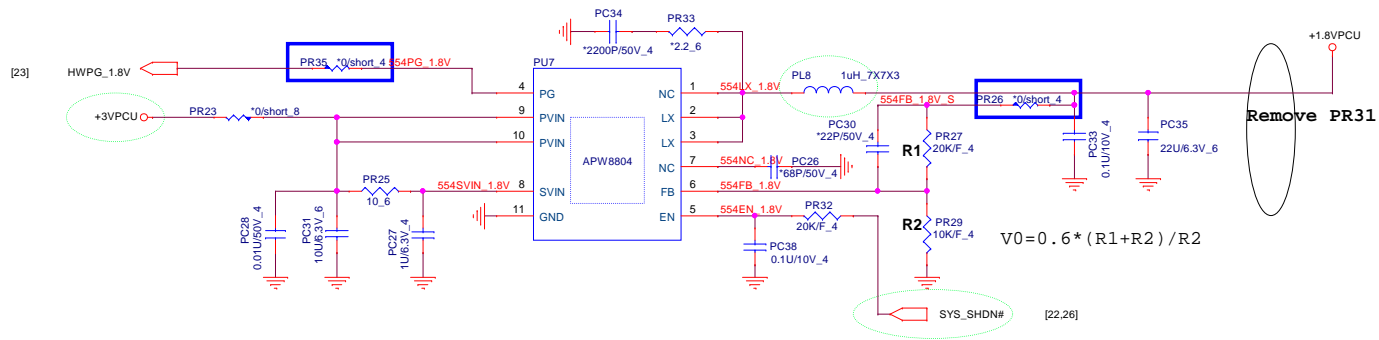 PC34
PR33
*2200P/50V_4
*2.2_6
+1.8VPCU
[23]
HWPG_1.8V
PR35
*0/short_4
554PG_1.8V
PU7
PL8
1uH_7X7X3
4
PG
NC
1
554LX_1.8V
554FB_1.8V_S
PR26
*0/short_4
+3VPCU
PR23
*0/short_8
9
PVIN
LX
2
Remove PR31
10
PVIN
LX
3
APW8804
PC30
*22P/50V_4
R1
PR27
20K/F_4
PC33
0.1U/10V_4
PC35
22U/6.3V_6
NC
7
554NC_1.8V
PC26
*68P/50V_4
PR25
10_6
554SVIN_1.8V
8
SVIN
FB
6
554FB_1.8V
11
GND
EN
5
554EN_1.8V
PR32
20K/F_4
R2
PR29
10K/F_4
PC28
0.01U/50V_4
PC31
10U/6.3V_6
PC27
1U/6.3V_4
PC38
0.1U/10V_4
V0=0.6*(R1+R2)/R2
SYS_SHDN#
[22,26]